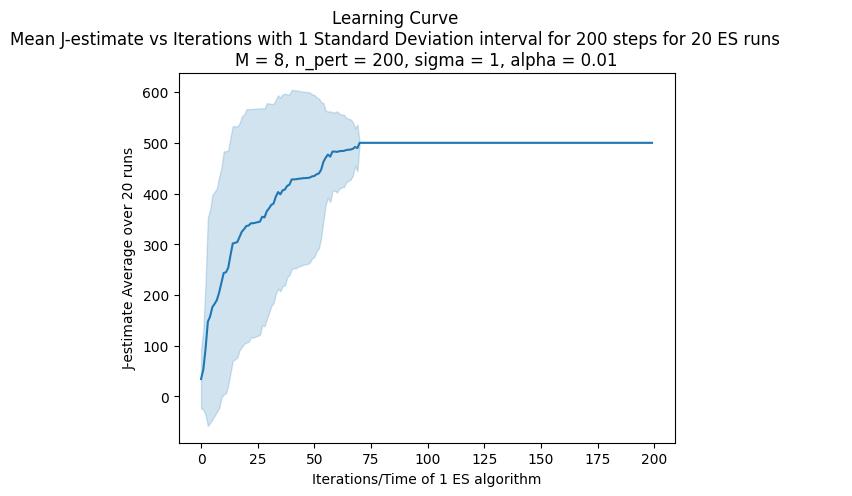 Learning Curve
Mean J-estimate vs Iterations with 1 Standard Deviation interval for 200 steps for 20 ES runs
M = 8, n_pert = 200, sigma = 1, alpha = 0.01
600
500
400
300
200
100
0
J-estimate Average over 20 runs
0 25 50 75 100 125 150 175 200
Iterations/Time of 1 ES algorithm